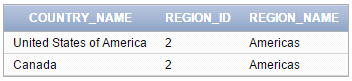 COUNTRY_NAME REGION_ID REGION_NAME
United States of America 2 Americas
Canada 2 Americas